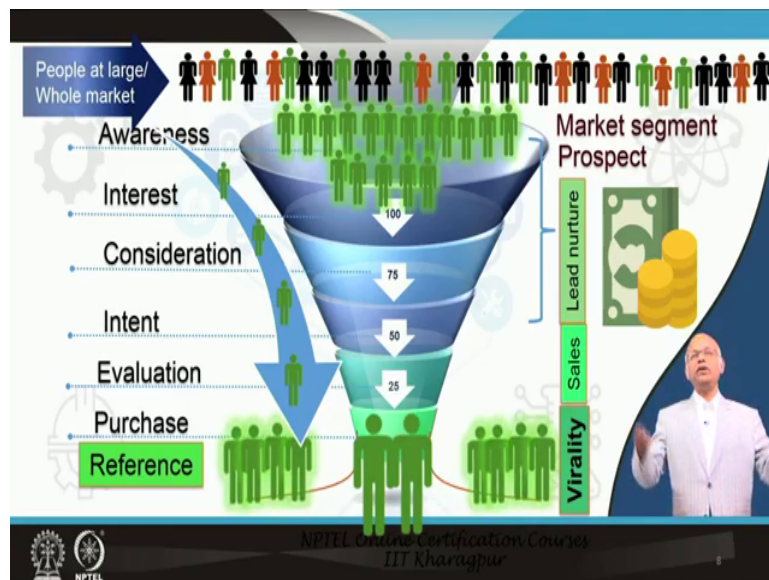 People at large/
Whole market
Awareness
Interest
Consideration
Intent
Evaluation
Purchase
Reference
100
75
50
25
Market segment
Prospect
Lead nurture
Sales
Virality
NPTEL Online Certification Courses
IIT Kharagpur
NPTEL
8